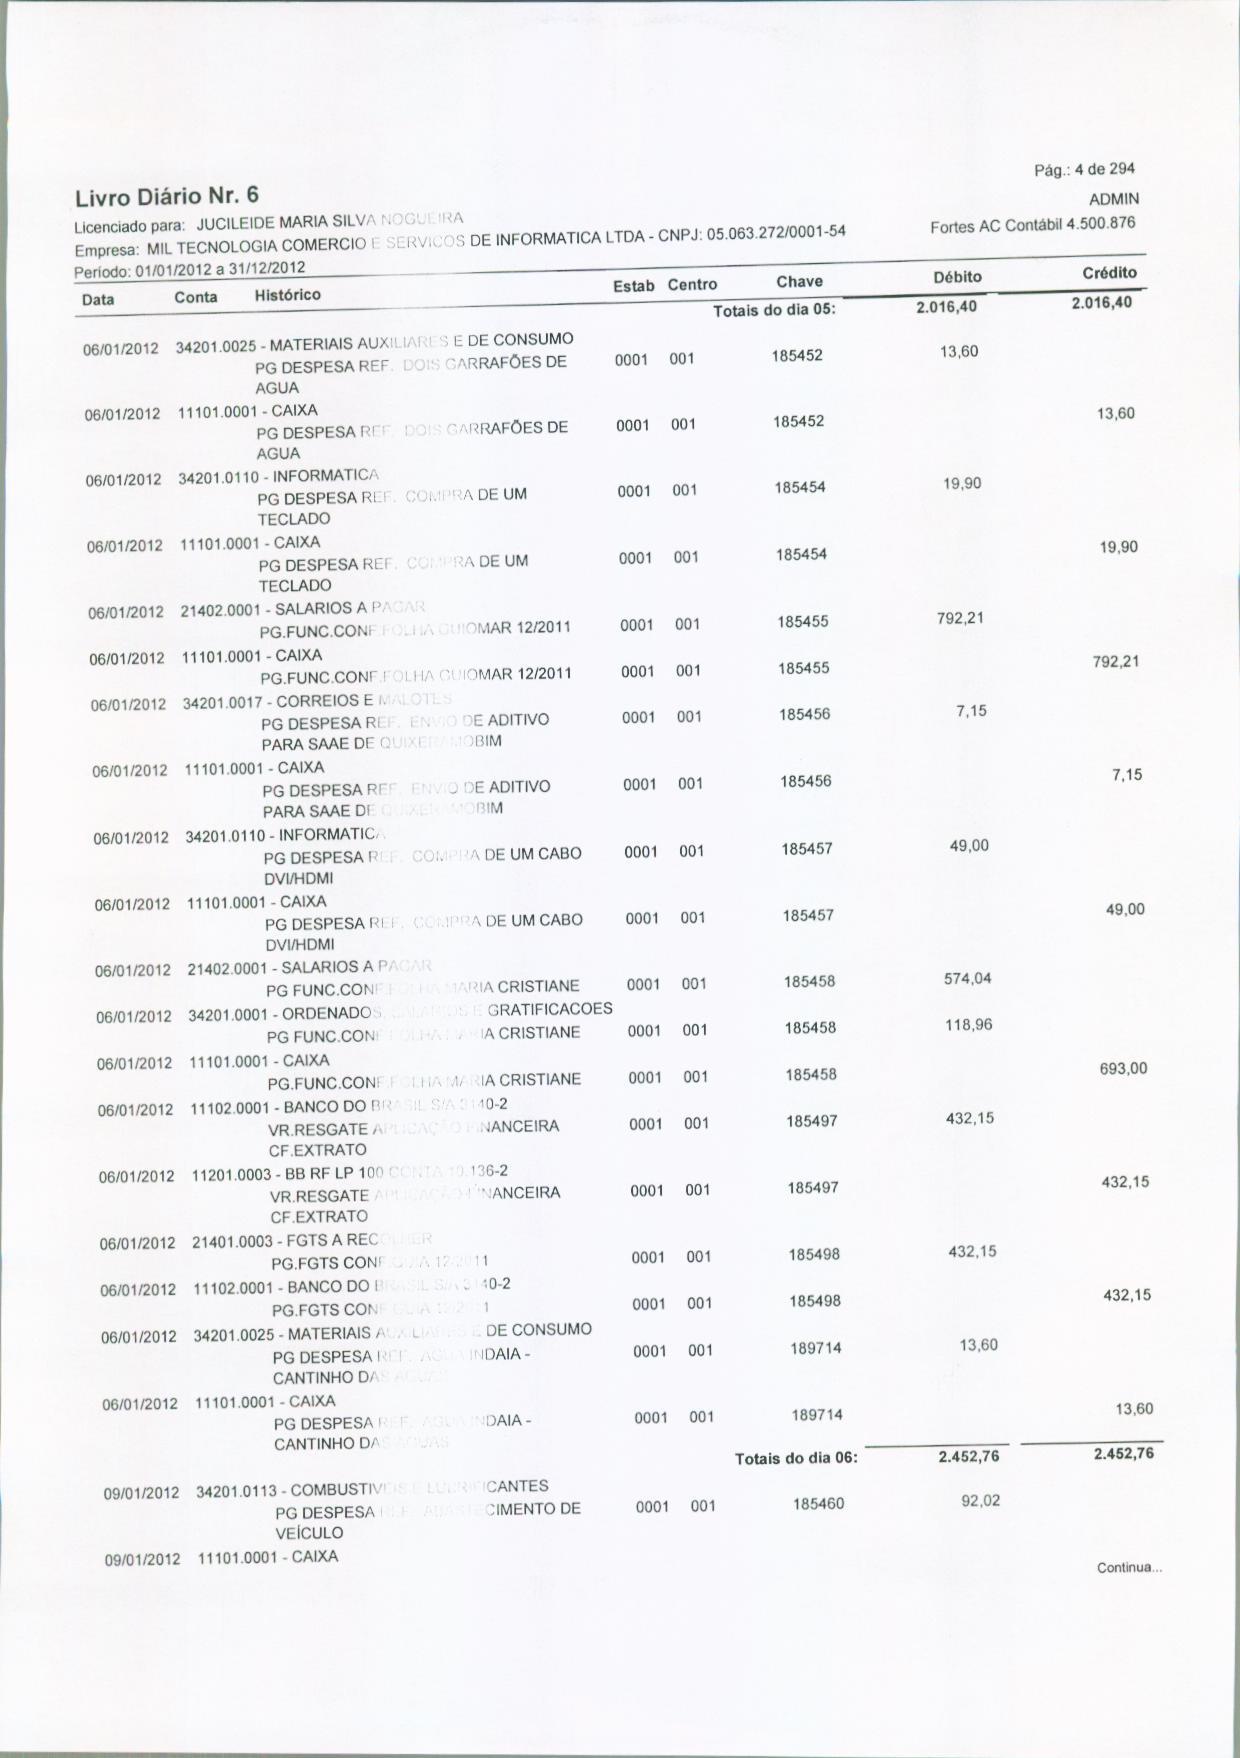 Pág.: 4 de 294
Livro Diário Nr. 6
ADMIN
Licenciado para: JUCILEIDE MARIA SILVA NOGUEIRA
Fortes AC Contábil 4.500.876
Empresa: MIL TECNOLOGIA COMERCIO E SERVICOS DE INFORMATICA LTDA - CNPJ: 05.063.272/0001-54
Período: 01/01/2012 a 31/12/2012
Data Conta Histórico Estab Centro Chave Débito Crédito
Totais do dia 05: 2.016,40 2.016,40
06/01/2012 34201.0025 - MATERIAIS AUXILIARES E DE CONSUMO
PG DESPESA REF. DOIS GARRAFÕES DE 0001 001 185452 13,60
AGUA
06/01/2012 11101.0001 - CAIXA
PG DESPESA REF. DOIS GARRAFÕES DE 0001 001 185452 13,60
AGUA
06/01/2012 34201.0110 - INFORMATICA
PG DESPESA REF. COMPRA DE UM 0001 001 185454 19,90
TECLADO
06/01/2012 11101.0001 - CAIXA
PG DESPESA REF. COMPRA DE UM 0001 001 185454 19,90
TECLADO
06/01/2012 21402.0001 - SALARIOS A PAGAR
PG.FUNC.CONF.FOLHA GUIOMAR 12/2011 0001 001 185455 792,21
06/01/2012 11101.0001 - CAIXA
PG.FUNC.CONF.FOLHA GUIOMAR 12/2011 0001 001 185455 792,21
06/01/2012 34201.0017 - CORREIOS E MALOTES
PG DESPESA REF. ENVIO DE ADITIVO 0001 001 185456 7,15
PARA SAAE DE QUIXERAMOBIM
06/01/2012 11101.0001 - CAIXA
PG DESPESA REF. ENVIO DE ADITIVO 0001 001 185456 7,15
PARA SAAE DE QUIXERAMOBIM
06/01/2012 34201.0110 - INFORMATICA
PG DESPESA REF. COMPRA DE UM CABO 0001 001 185457 49,00
DVI/HDMI
06/01/2012 11101.0001 - CAIXA
PG DESPESA REF. COMPRA DE UM CABO 0001 001 185457 49,00
DVI/HDMI
06/01/2012 21402.0001 - SALARIOS A PAGAR
PG FUNC.CONF FOLHA MARIA CRISTIANE 0001 001 185458 574,04
06/01/2012 34201.0001 - ORDENADOS, SALARIOS E GRATIFICACOES
PG FUNC.CONF FOLHA MARIA CRISTIANE 0001 001 185458 118,96
06/01/2012 11101.0001 - CAIXA
PG.FUNC.CONF.FOLHA MARIA CRISTIANE 0001 001 185458 693,00
06/01/2012 11102.0001 - BANCO DO BRASIL S/A 3140-2
VR.RESGATE APLICAÇÃO FINANCEIRA 0001 001 185497 432,15
CF.EXTRATO
06/01/2012 11201.0003 - BB RF LP 100 CONTA 10.136-2
VR.RESGATE APLICAÇÃO FINANCEIRA 0001 001 185497 432,15
CF.EXTRATO
06/01/2012 21401.0003 - FGTS A RECOLHER
PG.FGTS CONF.GUIA 12/2011 0001 001 185498 432,15
06/01/2012 11102.0001 - BANCO DO BRASIL S/A 3140-2
PG.FGTS CONF GUIA 12/2011 0001 001 185498 432,15
06/01/2012 34201.0025 - MATERIAIS AUXILIARES E DE CONSUMO
PG DESPESA REF. AGUA INDAIA - 0001 001 189714 13,60
CANTINHO DAS AGUAS
06/01/2012 11101.0001 - CAIXA
PG DESPESA REF. AGUA INDAIA - 0001 001 189714 13,60
CANTINHO DAS AGUAS
Totais do dia 06: 2.452,76 2.452,76
09/01/2012 34201.0113 - COMBUSTIVEIS E LUBRIFICANTES
PG DESPESA REF. ABASTECIMENTO DE 0001 001 185460 92,02
VEÍCULO
09/01/2012 11101.0001 - CAIXA
Continua...